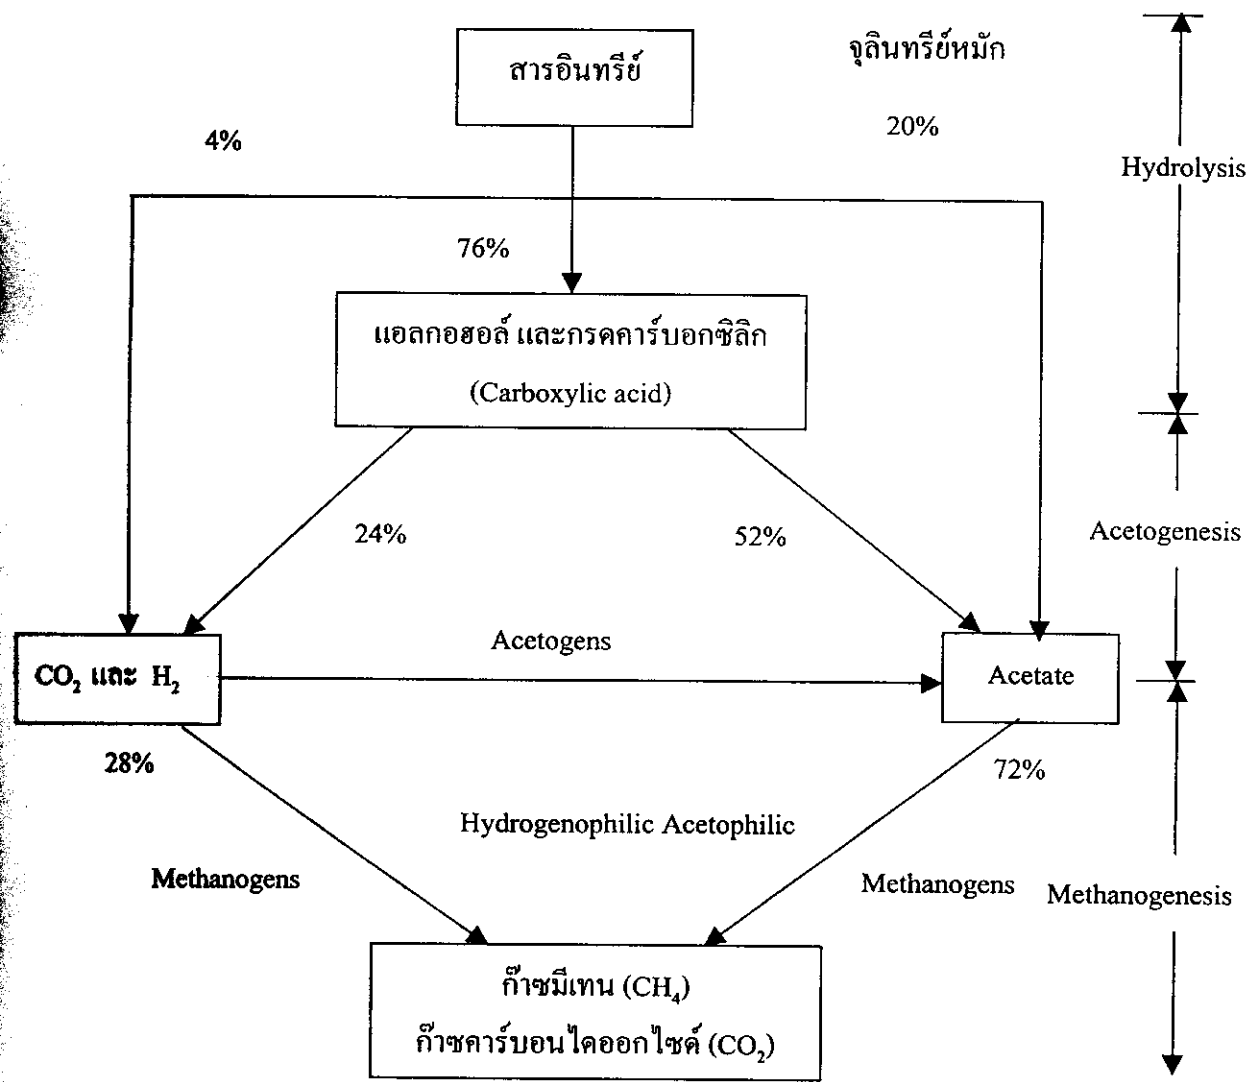 สารอินทรีย์
จุลินทรีย์หมัก
4%
20%
Hydrolysis
76%
แอลกอฮอล์ และกรดคาร์บอกซิลิก
(Carboxylic acid)
24%
52%
Acetogenesis
Acetogens
CO₂ และ H₂
Acetate
28%
72%
Hydrogenophilic Acetophilic
Methanogens
Methanogens
Methanogenesis
ก๊าซมีเทน (CH₄)
ก๊าซคาร์บอนไดออกไซด์ (CO₂)